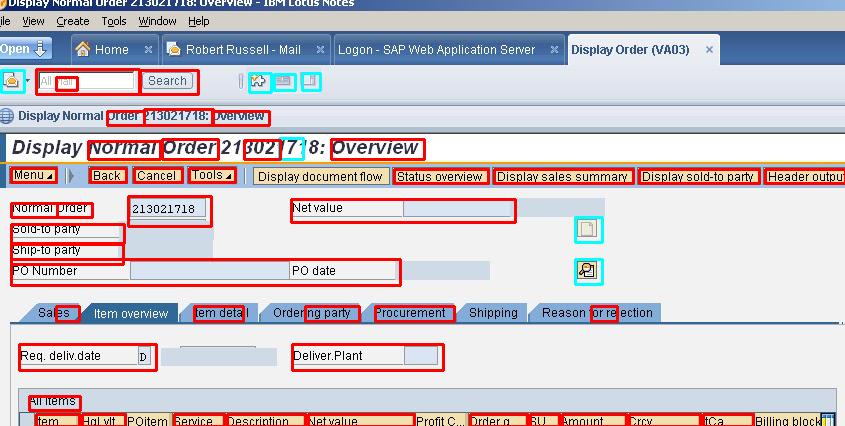 Display Normal Order 213021718: Overview - IBM Lotus Notes
ile View Create Tools Window Help
Open Home Robert Russell - Mail Logon - SAP Web Application Server Display Order (VA03)
All Mail Search
Display Normal Order 213021718: Overview
Display Normal Order 213021718: Overview
Menu Back Cancel Tools Display document flow Status overview Display sales summary Display sold-to party Header output
Normal Order 213021718 Net value
Sold-to party
Ship-to party
PO Number PO date
Sales Item overview Item detail Ordering party Procurement Shipping Reason for rejection
Req. deliv.date D Deliver.Plant
All items
Item HgLvIt POitem Service Description Net value Profit C... Order q SU Amount Crcy ItCa Billing block